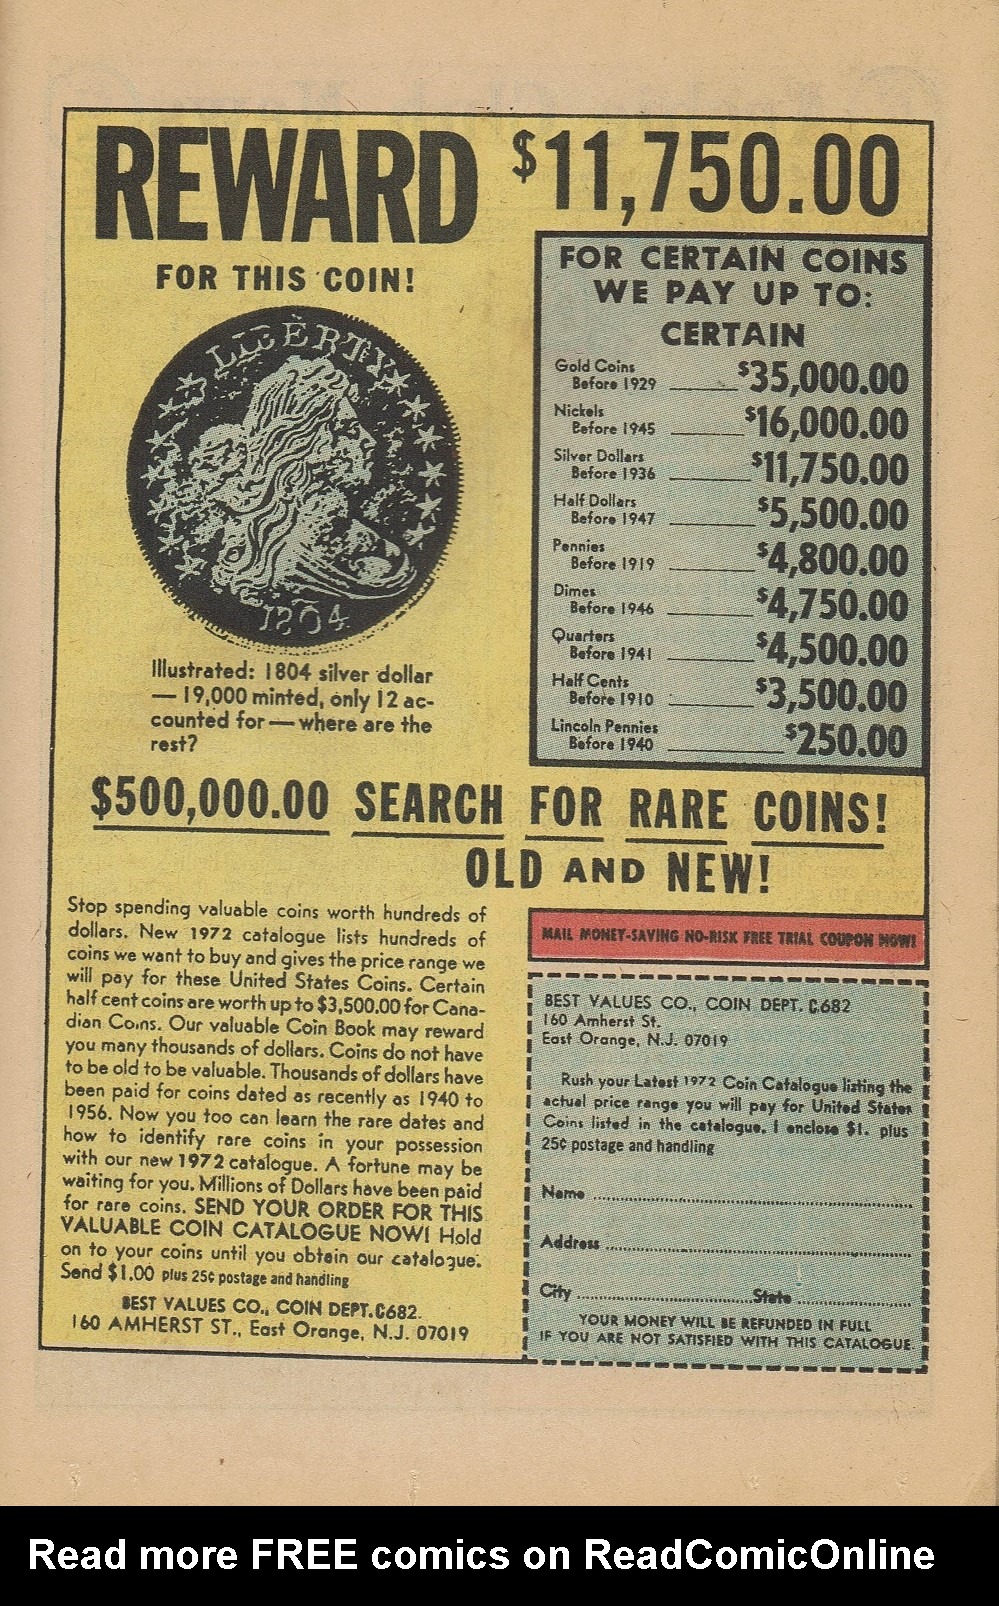 REWARD $11,750.00
FOR THIS COIN!
LIBERTY
1804
Illustrated: 1804 silver dollar
— 19,000 minted, only 12 ac-
counted for — where are the
rest?
FOR CERTAIN COINS
WE PAY UP TO:
CERTAIN
Gold Coins
Before 1929 $35,000.00
Nickels
Before 1945 $16,000.00
Silver Dollars
Before 1936 $11,750.00
Half Dollars
Before 1947 $5,500.00
Pennies
Before 1919 $4,800.00
Dimes
Before 1946 $4,750.00
Quarters
Before 1941 $4,500.00
Half Cents
Before 1910 $3,500.00
Lincoln Pennies
Before 1940 $250.00
$500,000.00 SEARCH FOR RARE COINS!
OLD AND NEW!
Stop spending valuable coins worth hundreds of
dollars. New 1972 catalogue lists hundreds of
coins we want to buy and gives the price range we
will pay for these United States Coins. Certain
half cent coins are worth up to $3,500.00 for Cana-
dian Coins. Our valuable Coin Book may reward
you many thousands of dollars. Coins do not have
to be old to be valuable. Thousands of dollars have
been paid for coins dated as recently as 1940 to
1956. Now you too can learn the rare dates and
how to identify rare coins in your possession
with our new 1972 catalogue. A fortune may be
waiting for you. Millions of Dollars have been paid
for rare coins. SEND YOUR ORDER FOR THIS
VALUABLE COIN CATALOGUE NOW! Hold
on to your coins until you obtain our catalogue.
Send $1.00 plus 25¢ postage and handling
BEST VALUES CO., COIN DEPT. C682.
160 AMHERST ST., East Orange, N.J. 07019
MAIL MONEY-SAVING NO-RISK FREE TRIAL COUPON NOW!
BEST VALUES CO., COIN DEPT. C682
160 Amherst St.
East Orange, N.J. 07019
Rush your Latest 1972 Coin Catalogue listing the
actual price range you will pay for United States
Coins listed in the catalogue. I enclose $1. plus
25¢ postage and handling
Name
Address
City State
YOUR MONEY WILL BE REFUNDED IN FULL
IF YOU ARE NOT SATISFIED WITH THIS CATALOGUE.
Read more FREE comics on ReadComicOnline